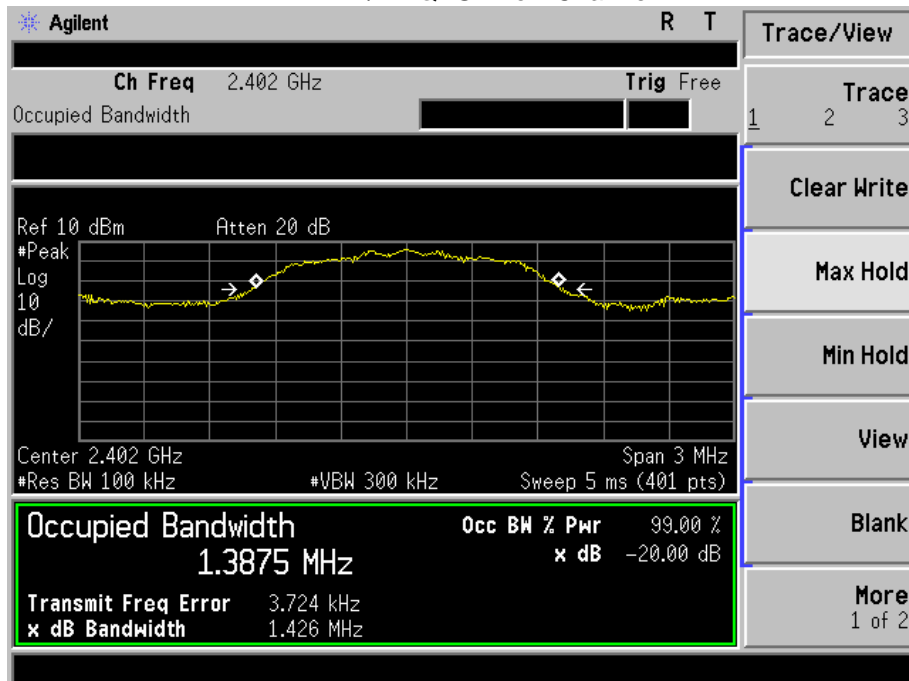 Agilent R T
Trace/View
Ch Freq 2.402 GHz Trig Free
Occupied Bandwidth
Trace
1 2 3
Clear Write
Ref 10 dBm Atten 20 dB
#Peak
Log
10
dB/
Max Hold
Min Hold
View
Center 2.402 GHz Span 3 MHz
#Res BW 100 kHz #VBW 300 kHz Sweep 5 ms (401 pts)
Occupied Bandwidth
1.3875 MHz
Occ BW % Pwr 99.00 %
x dB -20.00 dB
Transmit Freq Error 3.724 kHz
x dB Bandwidth 1.426 MHz
Blank
More
1 of 2